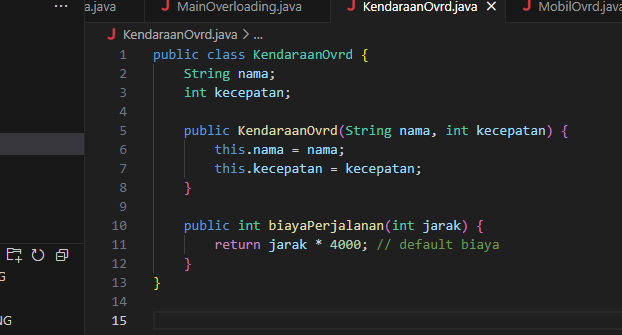 a.java
MainOverloading.java
KendaraanOvrd.java
MobilOvrd.java
KendaraanOvrd.java > ...
1 public class KendaraanOvrd {
2 String nama;
3 int kecepatan;
4
5 public KendaraanOvrd(String nama, int kecepatan) {
6 this.nama = nama;
7 this.kecepatan = kecepatan;
8 }
9
10 public int biayaPerjalanan(int jarak) {
11 return jarak * 4000; // default biaya
12 }
13 }
14
15
G
NG